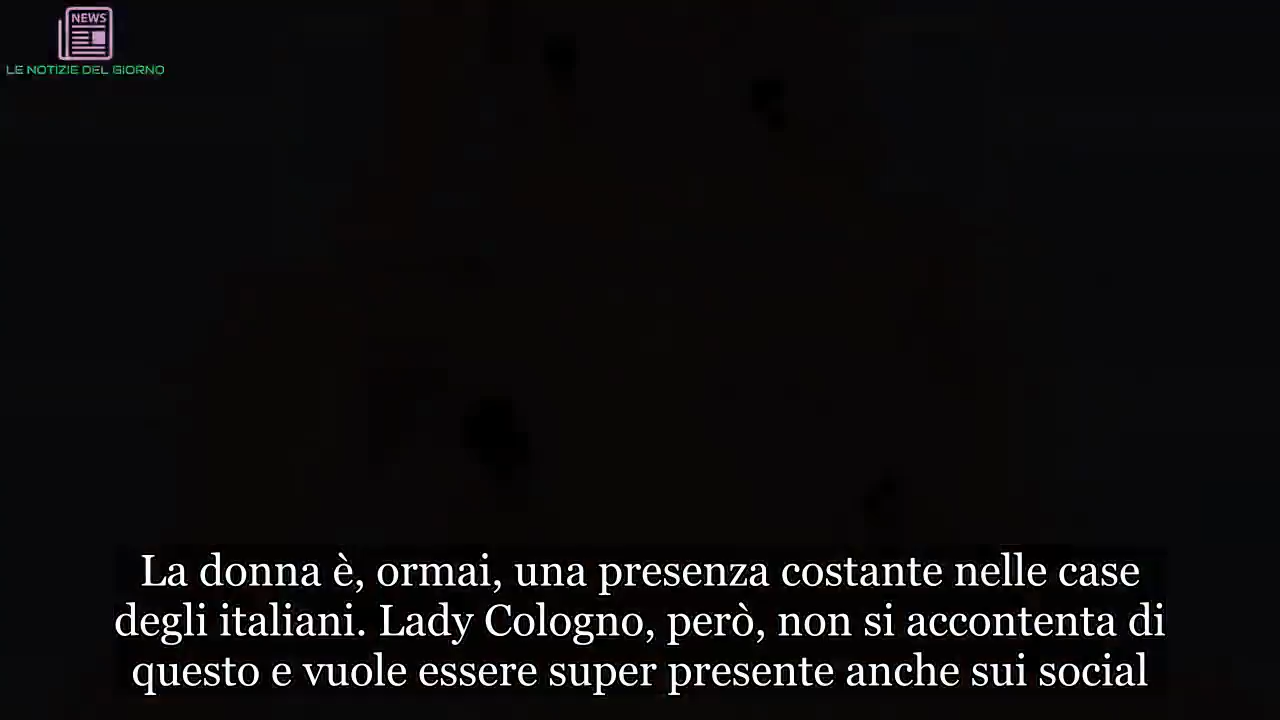 NEWS
LE NOTIZIE DEL GIORNO
La donna è, ormai, una presenza costante nelle case
degli italiani. Lady Cologno, però, non si accontenta di
questo e vuole essere super presente anche sui social